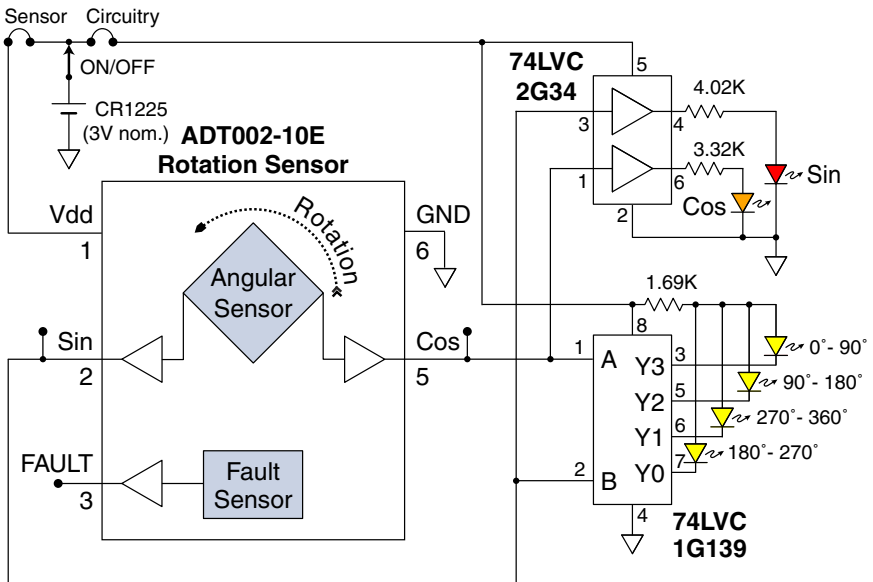 Sensor
Circuitry
ON/OFF
CR1225
(3V nom.)
ADT002-10E
Rotation Sensor
Vdd
1
GND
6
Rotation
Angular
Sensor
Sin
2
Cos
5
FAULT
3
Fault
Sensor
74LVC
2G34
5
3
4
4.02K
1
6
3.32K
2
Sin
Cos
1.69K
8
1
A
Y3
3
0°- 90°
Y2
5
90°- 180°
Y1
6
270°- 360°
2
B
Y0
7
180°- 270°
4
74LVC
1G139